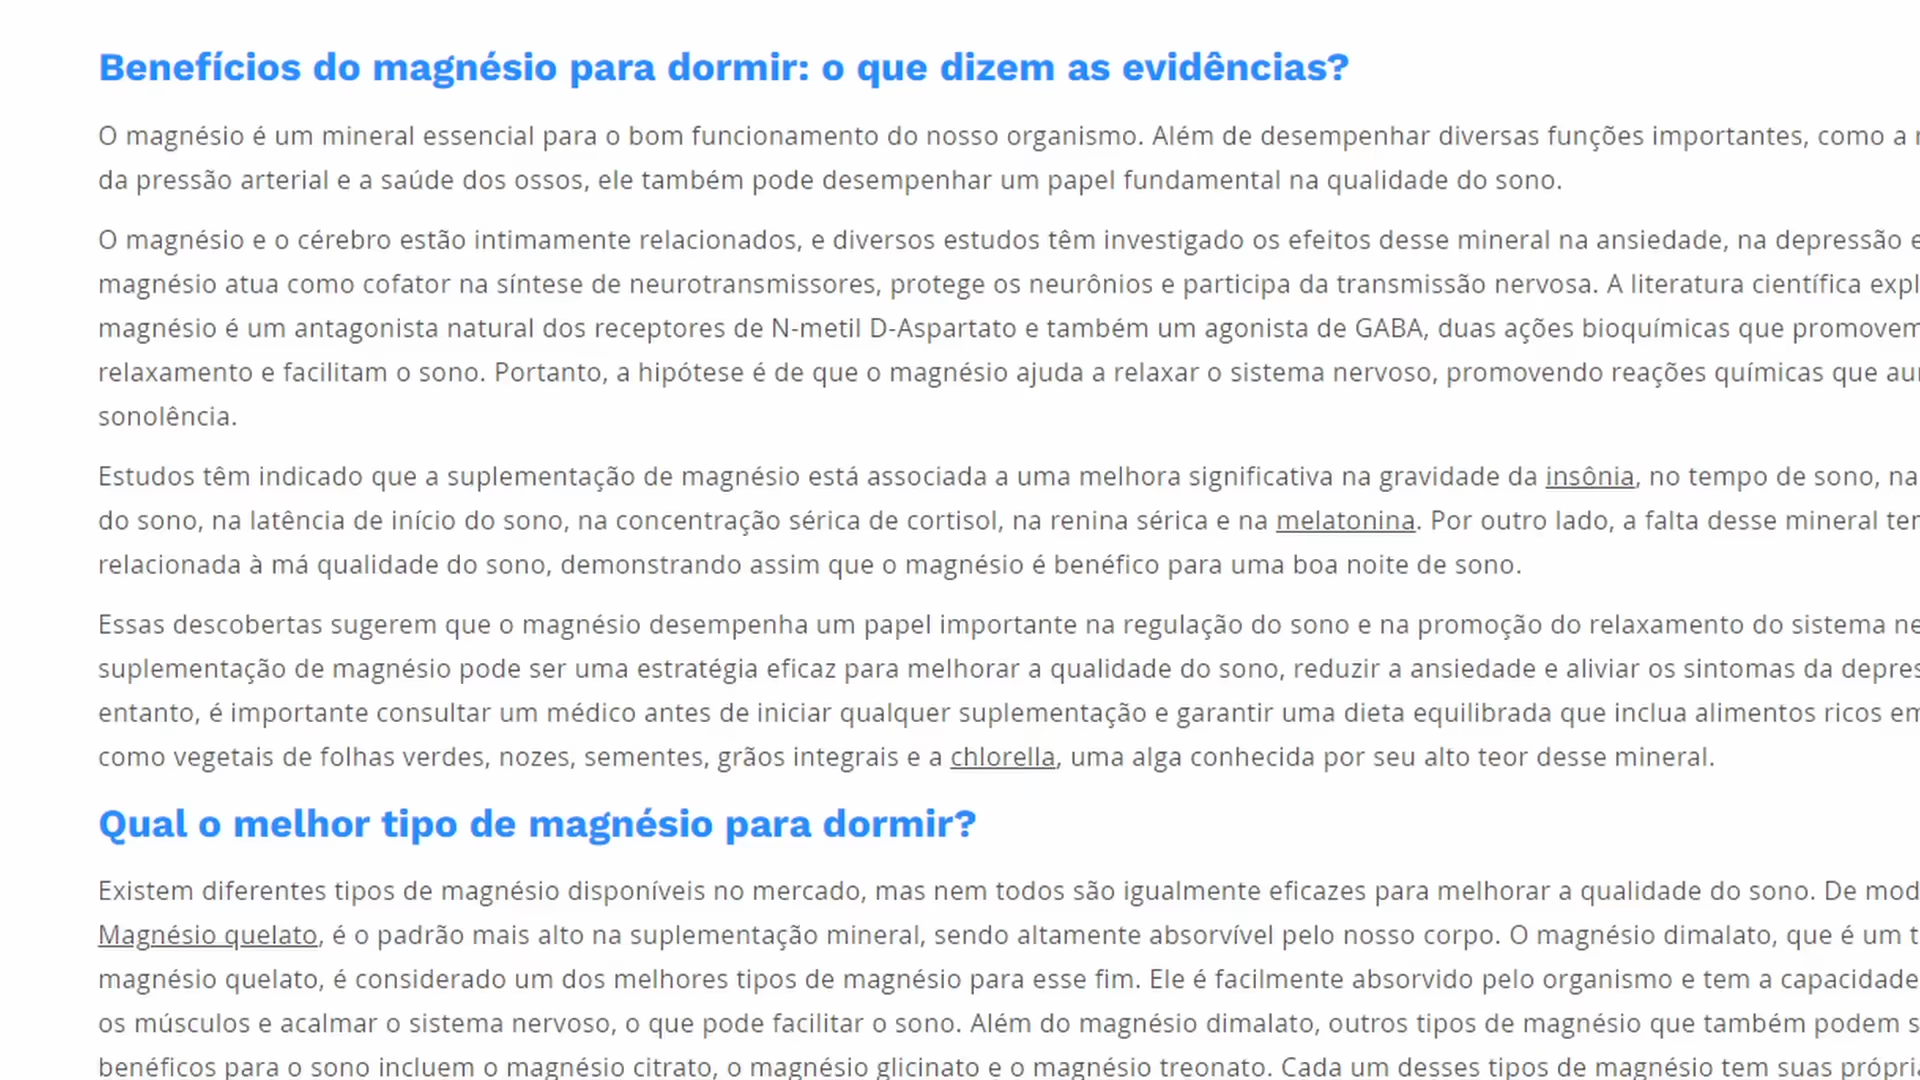 Benefícios do magnésio para dormir: o que dizem as evidências?
O magnésio é um mineral essencial para o bom funcionamento do nosso organismo. Além de desempenhar diversas funções importantes, como a
da pressão arterial e a saúde dos ossos, ele também pode desempenhar um papel fundamental na qualidade do sono.
O magnésio e o cérebro estão intimamente relacionados, e diversos estudos têm investigado os efeitos desse mineral na ansiedade, na depressão
magnésio atua como cofator na síntese de neurotransmissores, protege os neurônios e participa da transmissão nervosa. A literatura científica
magnésio é um antagonista natural dos receptores de N-metil D-Aspartato e também um agonista de GABA, duas ações bioquímicas que promovem
relaxamento e facilitam o sono. Portanto, a hipótese é de que o magnésio ajuda a relaxar o sistema nervoso, promovendo reações químicas que
sonolência.
Estudos têm indicado que a suplementação de magnésio está associada a uma melhora significativa na gravidade da insônia, no tempo de sono, na
do sono, na latência de início do sono, na concentração sérica de cortisol, na renina sérica e na melatonina. Por outro lado, a falta desse mineral
relacionada à má qualidade do sono, demonstrando assim que o magnésio é benéfico para uma boa noite de sono.
Essas descobertas sugerem que o magnésio desempenha um papel importante na regulação do sono e na promoção do relaxamento do sistema
suplementação de magnésio pode ser uma estratégia eficaz para melhorar a qualidade do sono, reduzir a ansiedade e aliviar os sintomas da
entanto, é importante consultar um médico antes de iniciar qualquer suplementação e garantir uma dieta equilibrada que inclua alimentos ricos em
como vegetais de folhas verdes, nozes, sementes, grãos integrais e a chlorella, uma alga conhecida por seu alto teor desse mineral.
Qual o melhor tipo de magnésio para dormir?
Existem diferentes tipos de magnésio disponíveis no mercado, mas nem todos são igualmente eficazes para melhorar a qualidade do sono. De
Magnésio quelato, é o padrão mais alto na suplementação mineral, sendo altamente absorvível pelo nosso corpo. O magnésio dimalato, que é um
magnésio quelato, é considerado um dos melhores tipos de magnésio para esse fim. Ele é facilmente absorvido pelo organismo e tem a capacidade
os músculos e acalmar o sistema nervoso, o que pode facilitar o sono. Além do magnésio dimalato, outros tipos de magnésio que também podem
benéficos para o sono incluem o magnésio citrato, o magnésio glicinato e o magnésio treonato. Cada um desses tipos de magnésio tem suas